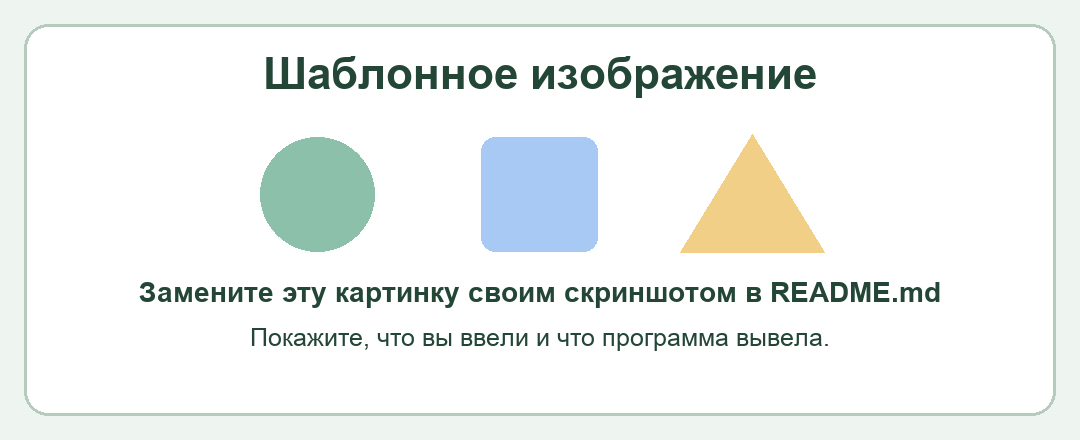 Шаблонное изображение
Замените эту картинку своим скриншотом в README.md
Покажите, что вы ввели и что программа вывела.